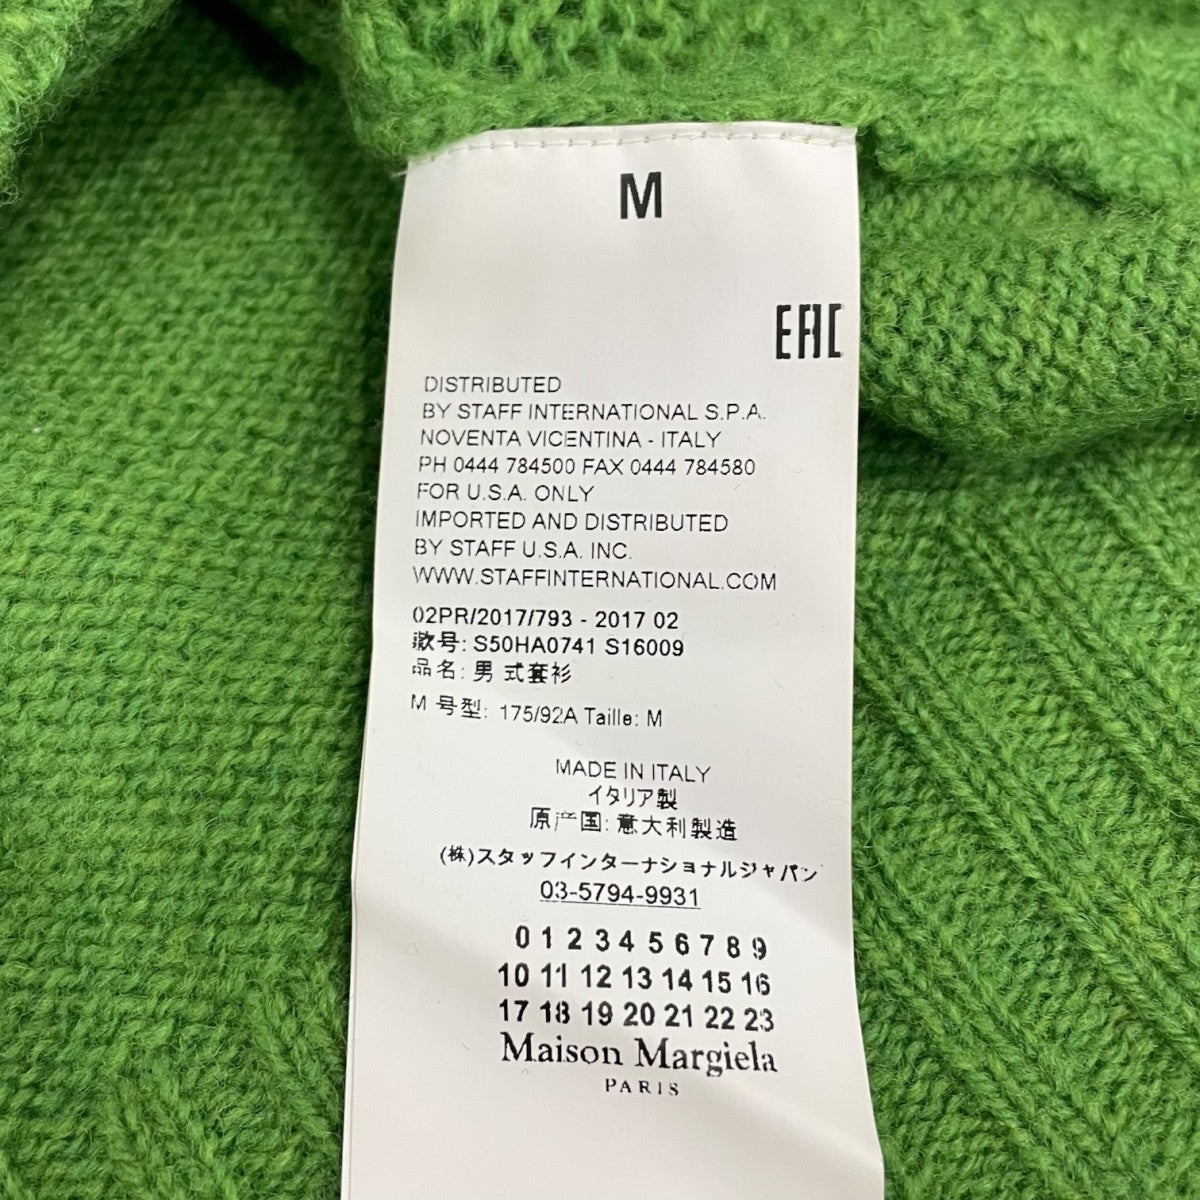 M
EAC
DISTRIBUTED
BY STAFF INTERNATIONAL S.P.A.
NOVENTA VICENTINA - ITALY
PH 0444 784500 FAX 0444 784580
FOR U.S.A. ONLY
IMPORTED AND DISTRIBUTED
BY STAFF U.S.A. INC.
WWW.STAFFINTERNATIONAL.COM
02PR/2017/793 - 2017 02
款号: S50HA0741 S16009
品名: 男 式套衫
M 号型: 175/92A Taille: M
MADE IN ITALY
イタリア製
原产国: 意大利製造
(株)スタッフインターナショナルジャパン
03-5794-9931
0 1 2 3 4 5 6 7 8 9
10 11 12 13 14 15 16
17 18 19 20 21 22 23
Maison Margiela
PARIS